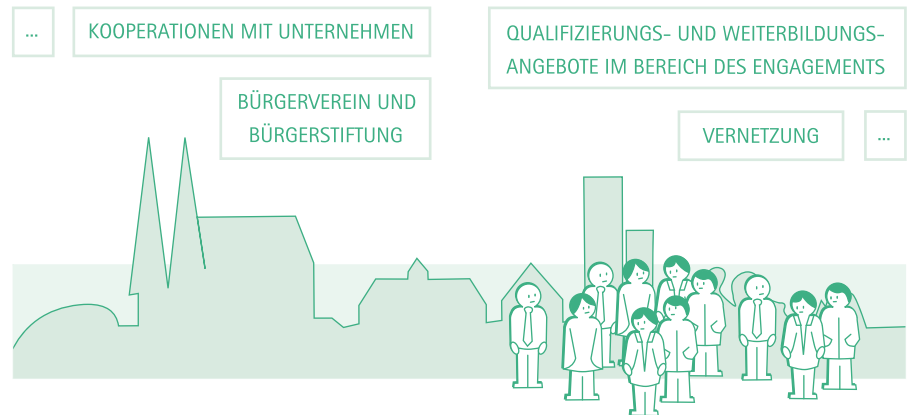 ...
KOOPERATIONEN MIT UNTERNEHMEN
QUALIFIZIERUNGS- UND WEITERBILDUNGS-
ANGEBOTE IM BEREICH DES ENGAGEMENTS
BÜRGERVEREIN UND
BÜRGERSTIFTUNG
VERNETZUNG
...